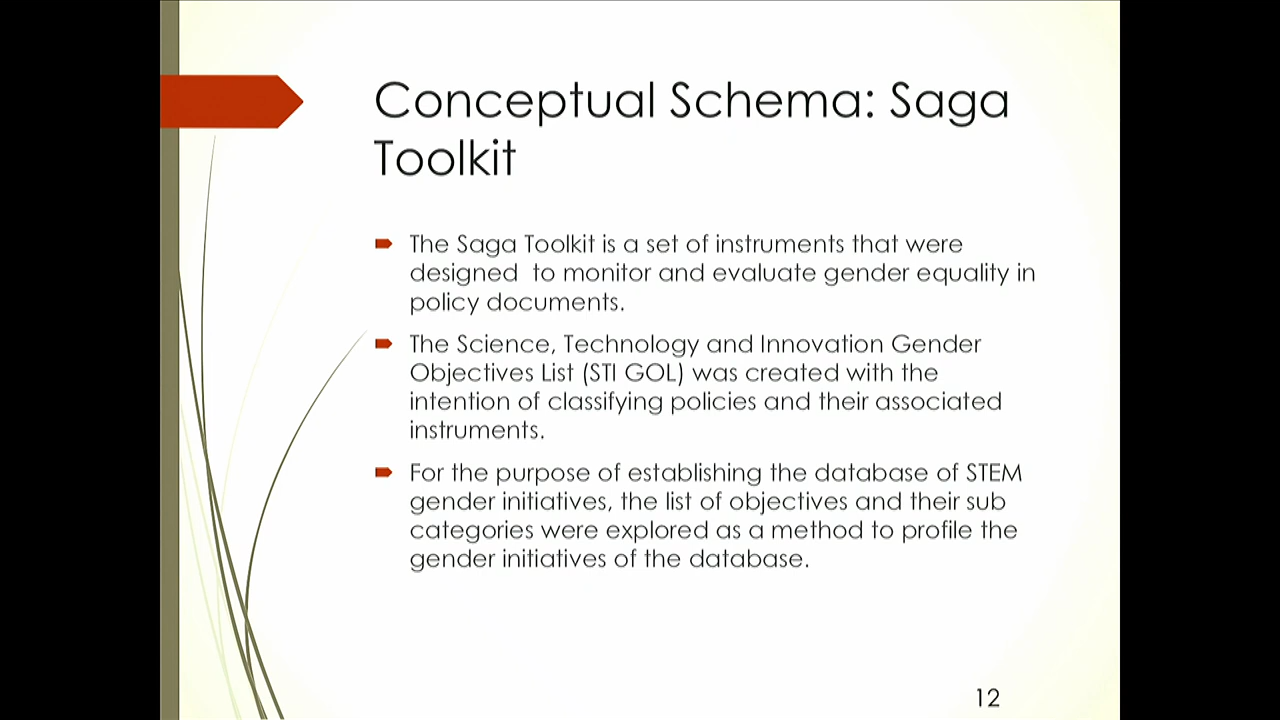 Conceptual Schema: Saga
Toolkit
The Saga Toolkit is a set of instruments that were
designed  to monitor and evaluate gender equality in
policy documents.
The Science, Technology and Innovation Gender
Objectives List (STI GOL) was created with the
intention of classifying policies and their associated
instruments.
For the purpose of establishing the database of STEM
gender initiatives, the list of objectives and their sub
categories were explored as a method to profile the
gender initiatives of the database.
12